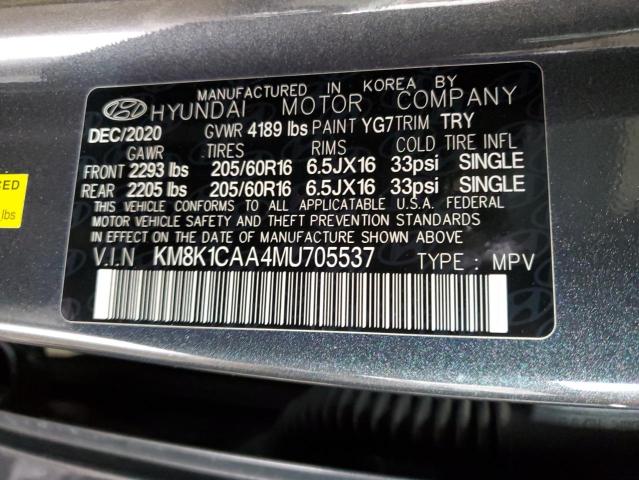 MANUFACTURED IN KOREA BY
HYUNDAI MOTOR COMPANY
DEC/2020 GVWR 4189 lbs PAINT YG7 TRIM TRY
GAWR TIRES RIMS COLD TIRE INFL
FRONT 2293 lbs 205/60R16 6.5JX16 33psi SINGLE
REAR 2205 lbs 205/60R16 6.5JX16 33psi SINGLE
THIS VEHICLE CONFORMS TO ALL APPLICATABLE U.S.A. FEDERAL
MOTOR VEHICLE SAFETY AND THEFT PREVENTION STANDARDS
IN EFFECT ON THE DATE OF MANUFACTURE SHOWN ABOVE.
V.I.N KM8K1CAA4MU705537 TYPE : MPV
lbs